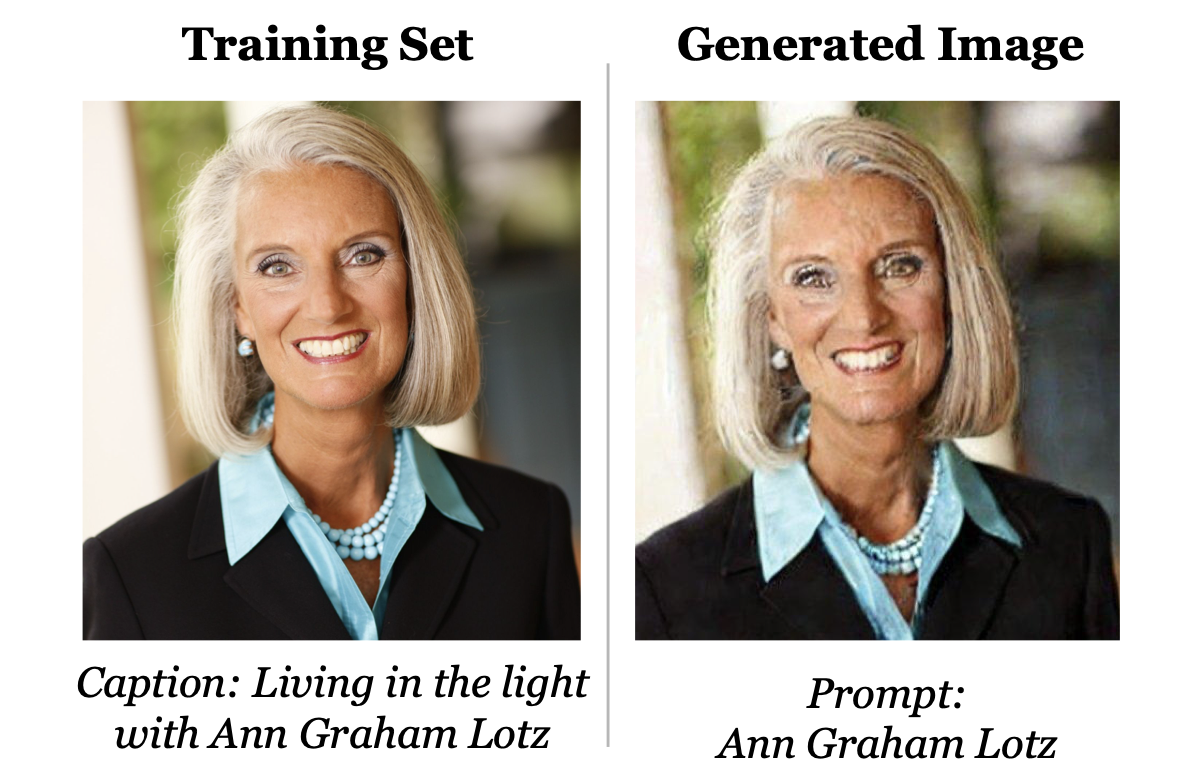 Training Set
Generated Image
Caption: Living in the light
with Ann Graham Lotz
Prompt:
Ann Graham Lotz